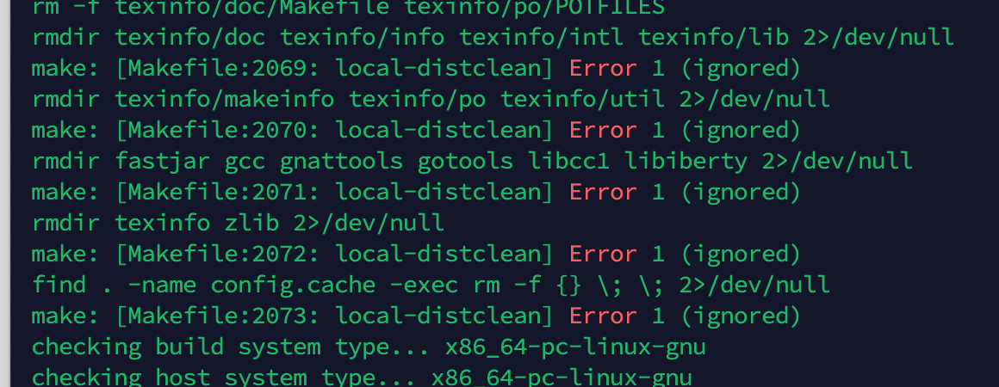 rm -f texinfo/doc/Makefile texinfo/po/POTFILES
rmdir texinfo/doc texinfo/info texinfo/intl texinfo/lib 2>/dev/null
make: [Makefile:2069: local-distclean] Error 1 (ignored)
rmdir texinfo/makeinfo texinfo/po texinfo/util 2>/dev/null
make: [Makefile:2070: local-distclean] Error 1 (ignored)
rmdir fastjar gcc gnattools gotools libcc1 libiberty 2>/dev/null
make: [Makefile:2071: local-distclean] Error 1 (ignored)
rmdir texinfo zlib 2>/dev/null
make: [Makefile:2072: local-distclean] Error 1 (ignored)
find . -name config.cache -exec rm -f {} \; \; 2>/dev/null
make: [Makefile:2073: local-distclean] Error 1 (ignored)
checking build system type... x86_64-pc-linux-gnu
checking host system type... x86_64-pc-linux-gnu